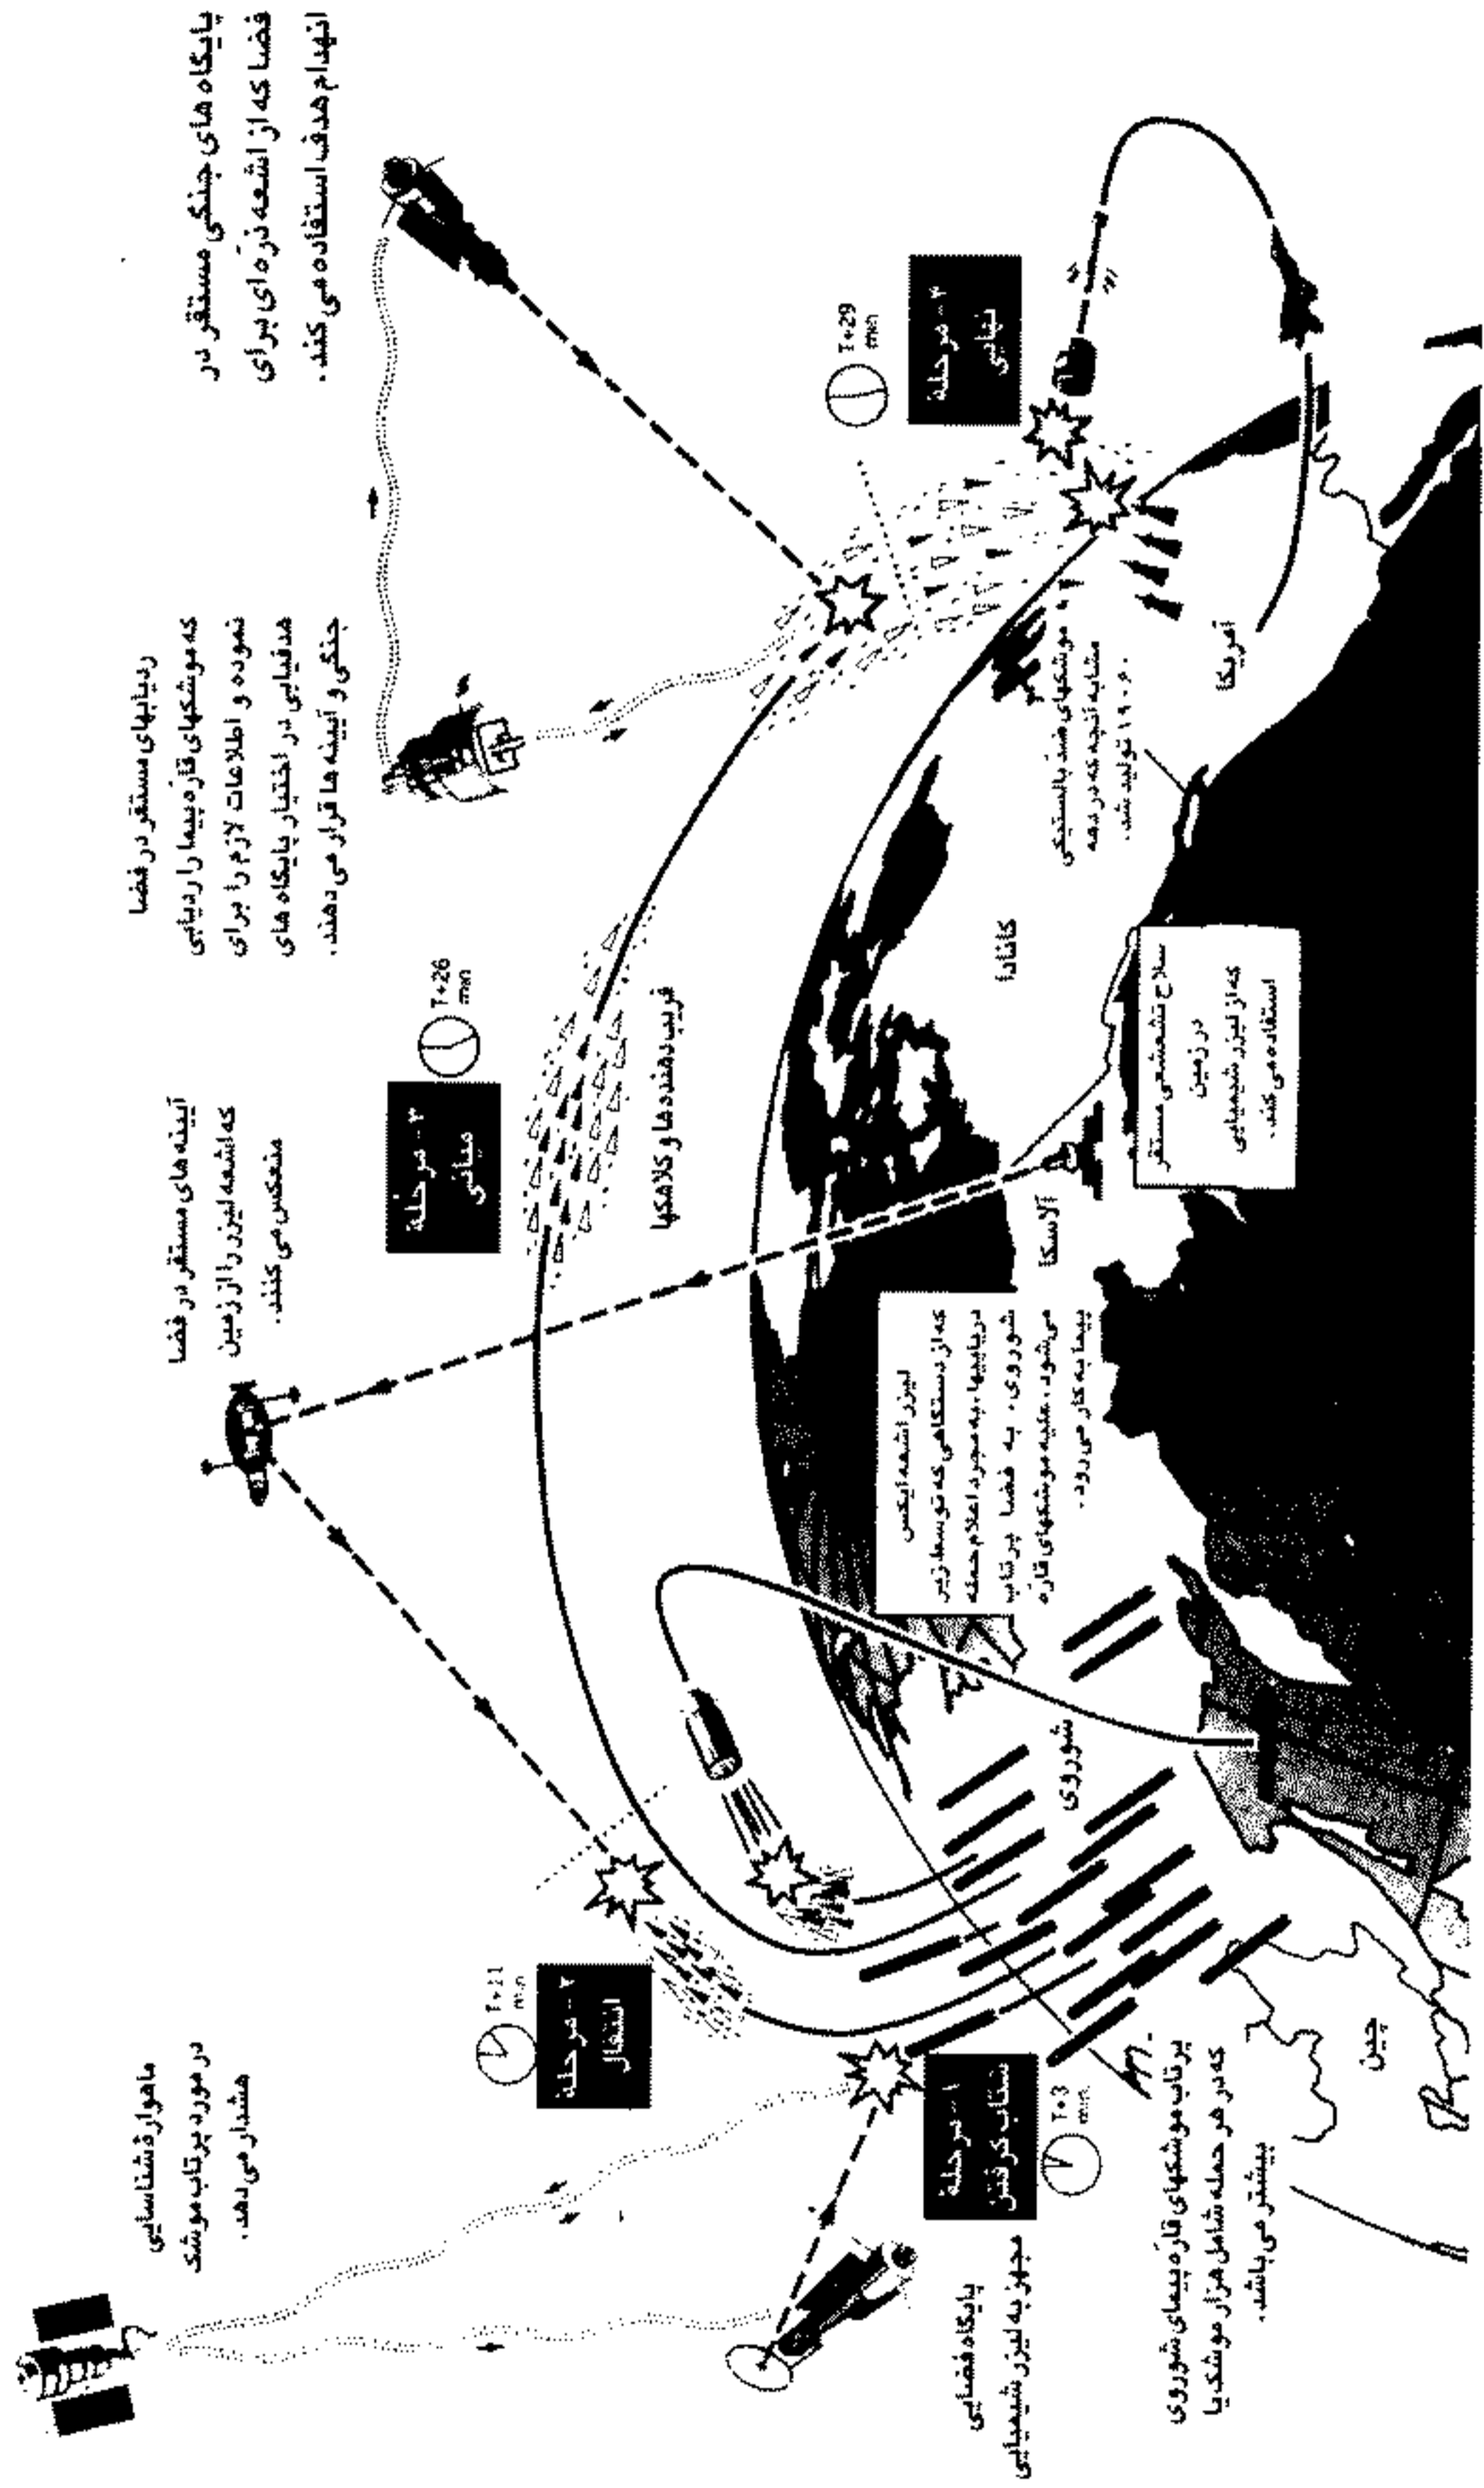 ماهوارهٔ شناسایی
در مورد پرتاب موشک
هشدار می‌دهد.
آیینه‌های مستقر در فضا
که اشعه لیزر را از زمین
منعکس می‌کنند.
ردیابهای مستقر در فضا
که موشکهای قاره‌پیما را ردیابی
نموده و اطلاعات لازم را برای
هدفیابی در اختیار پایگاه‌های
جنگی و آیینه‌ها قرار می‌دهند.
پایگاه‌های جنگی مستقر در
فضا که از اشعه ذره‌ای برای
انهدام هدف استفاده می‌کند.
T+11
min
۲- مرحلهٔ
انتقال
T+26
min
۳- مرحلهٔ
میانی
فریب‌دهنده‌ها و کلاهکها
T+29
min
۴- مرحلهٔ
نهایی
پایگاه فضایی
مجهز به لیزر شیمیایی
۱- مرحلهٔ
شتاب گرفتن
T+3
min
لیزر اشعه ایکس
که از دستگاهی که توسط زیر
دریاییها، به مجرد اعلام حمله
شوروی، به فضا پرتاب
می‌شود، علیه موشکهای قاره
پیما به کار می‌رود.
شوروی
آلاسکا
کانادا
سلاح تشعشعی مستقر
در زمین
که از لیزر شیمیایی
استفاده می‌کند.
موشکهای ضد بالستیکی
مشابه آنچه که در دهه
۱۹۶۰ تولید شد.
آمریکا
پرتاب موشکهای قاره‌پیمای شوروی
که در هر حمله شامل هزار موشک یا
بیشتر می‌باشد.
چین